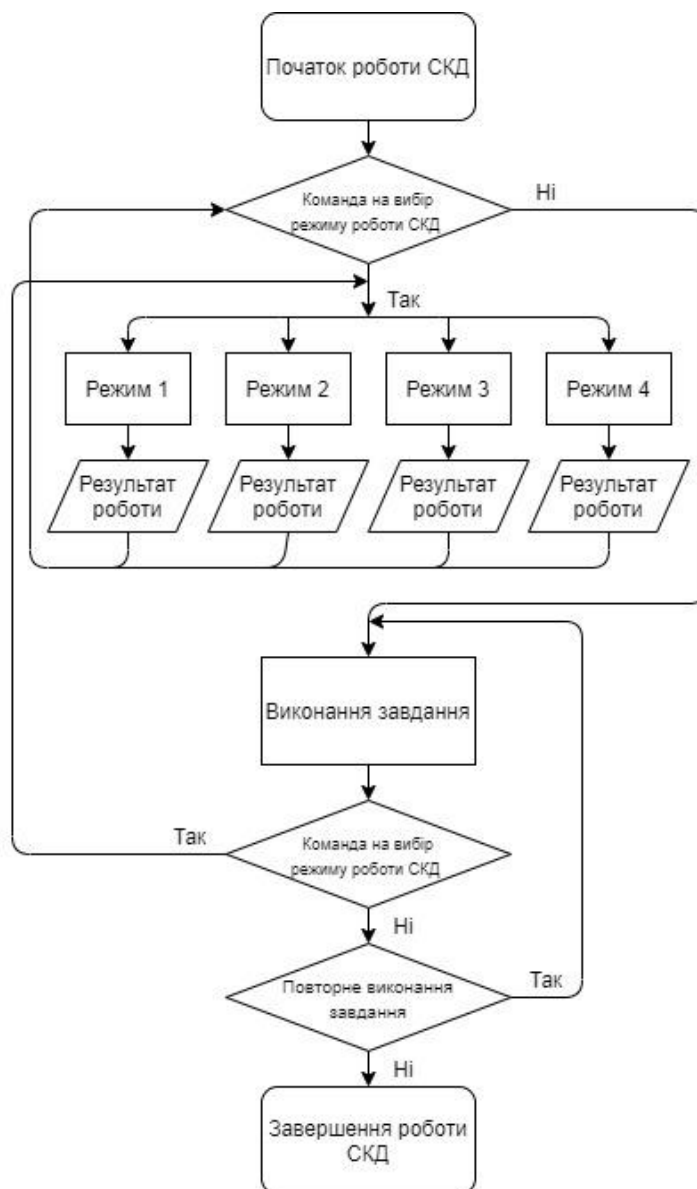 Початок роботи СКД
Команда на вибір
режиму роботи СКД
Ні
Так
Режим 1
Режим 2
Режим 3
Режим 4
Результат
роботи
Результат
роботи
Результат
роботи
Результат
роботи
Виконання завдання
Так
Команда на вибір
режиму роботи СКД
Ні
Повторне виконання
завдання
Так
Ні
Завершення роботи
СКД